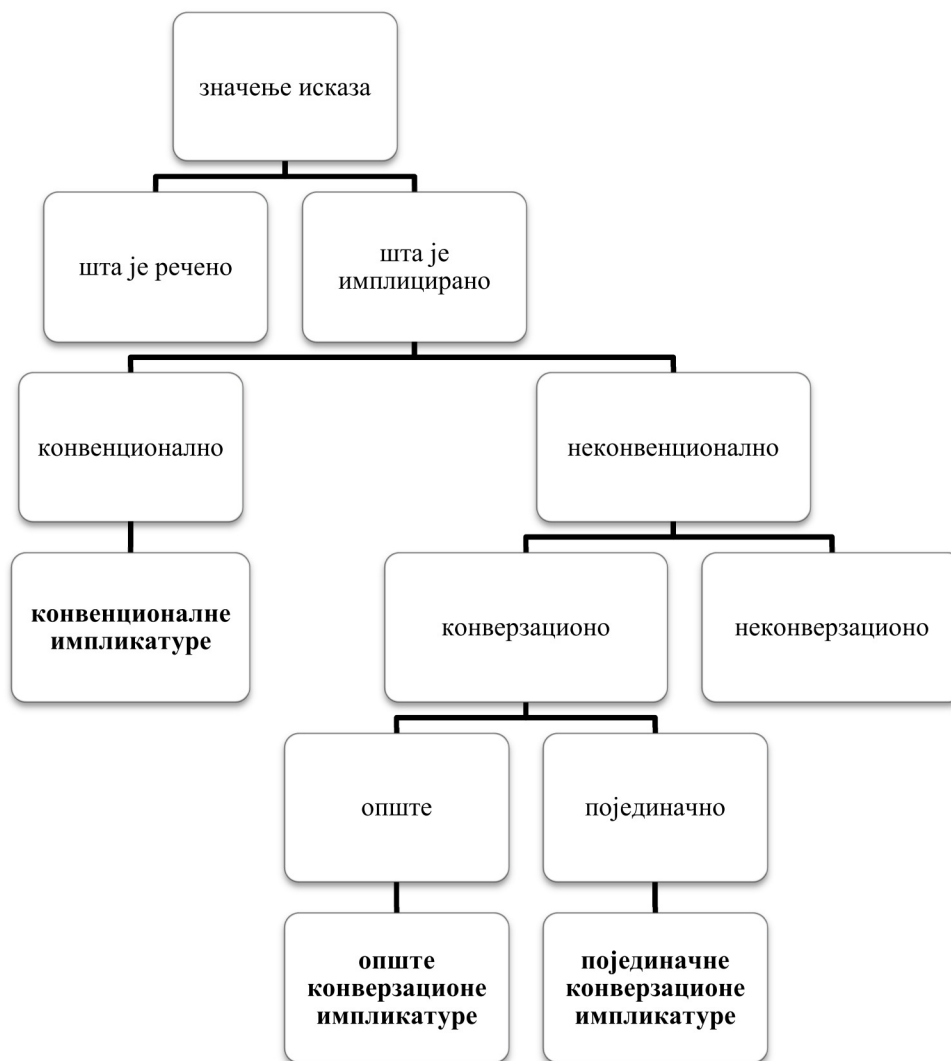 значење исказа
шта је речено
шта је
имплицирано
конвенционално
неконвенционално
конвенционалне
импликатуре
конверзационо
неконверзационо
опште
појединачно
опште
конверзационе
импликатуре
појединачне
конверзационе
импликатуре